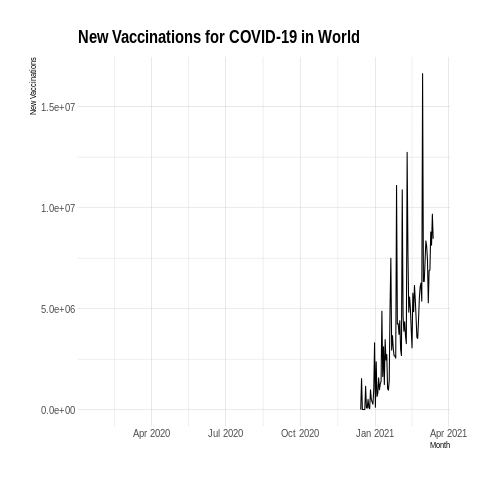 New Vaccinations for COVID-19 in World
New Vaccinations
1.5e+07
1.0e+07
5.0e+06
0.0e+00
Apr 2020 Jul 2020 Oct 2020 Jan 2021 Apr 2021
Month